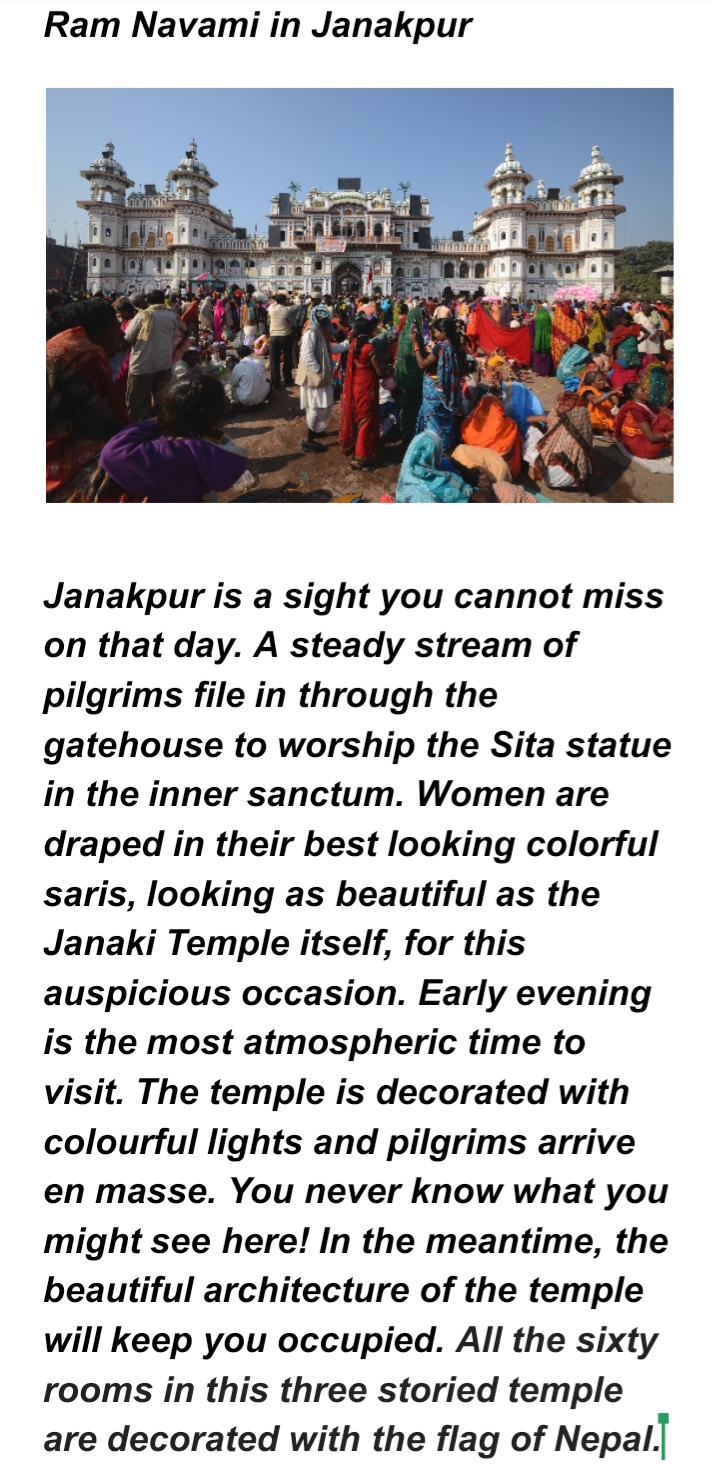 Ram Navami in Janakpur
Janakpur is a sight you cannot miss
on that day. A steady stream of
pilgrims file in through the
gatehouse to worship the Sita statue
in the inner sanctum. Women are
draped in their best looking colorful
saris, looking as beautiful as the
Janaki Temple itself, for this
auspicious occasion. Early evening
is the most atmospheric time to
visit. The temple is decorated with
colourful lights and pilgrims arrive
en masse. You never know what you
might see here! In the meantime, the
beautiful architecture of the temple
will keep you occupied. All the sixty
rooms in this three storied temple
are decorated with the flag of Nepal.